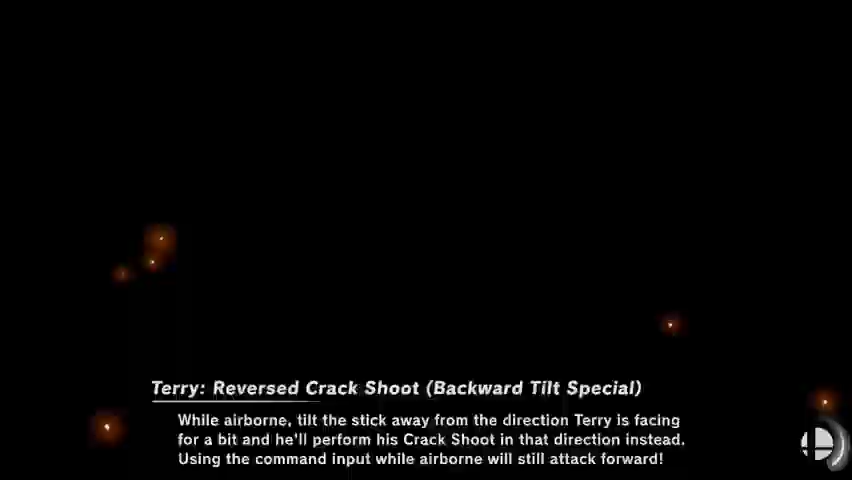 Terry: Reversed Crack Shoot (Backward Tilt Special)
While airborne, tilt the stick away from the direction Terry is facing
for a bit and he'll perform his Crack Shoot in that direction instead.
Using the command input while airborne will still attack forward!